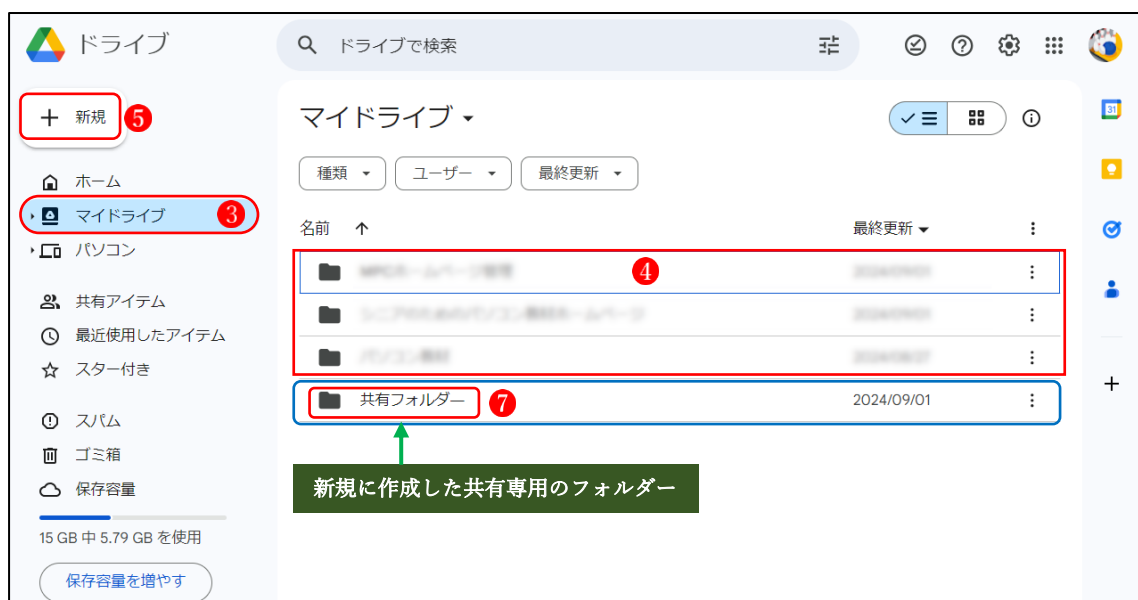 ドライブ
ドライブで検索
+ 新規 5
マイドライブ
31
種類 ユーザー 最終更新
ホーム
マイドライブ 3
パソコン
名前 ↑ 最終更新
4
共有アイテム
最近使用したアイテム
スター付き
共有フォルダー 7 2024/09/01
スパム
ゴミ箱
保存容量
新規に作成した共有専用のフォルダー
15 GB 中 5.79 GB を使用
保存容量を増やす